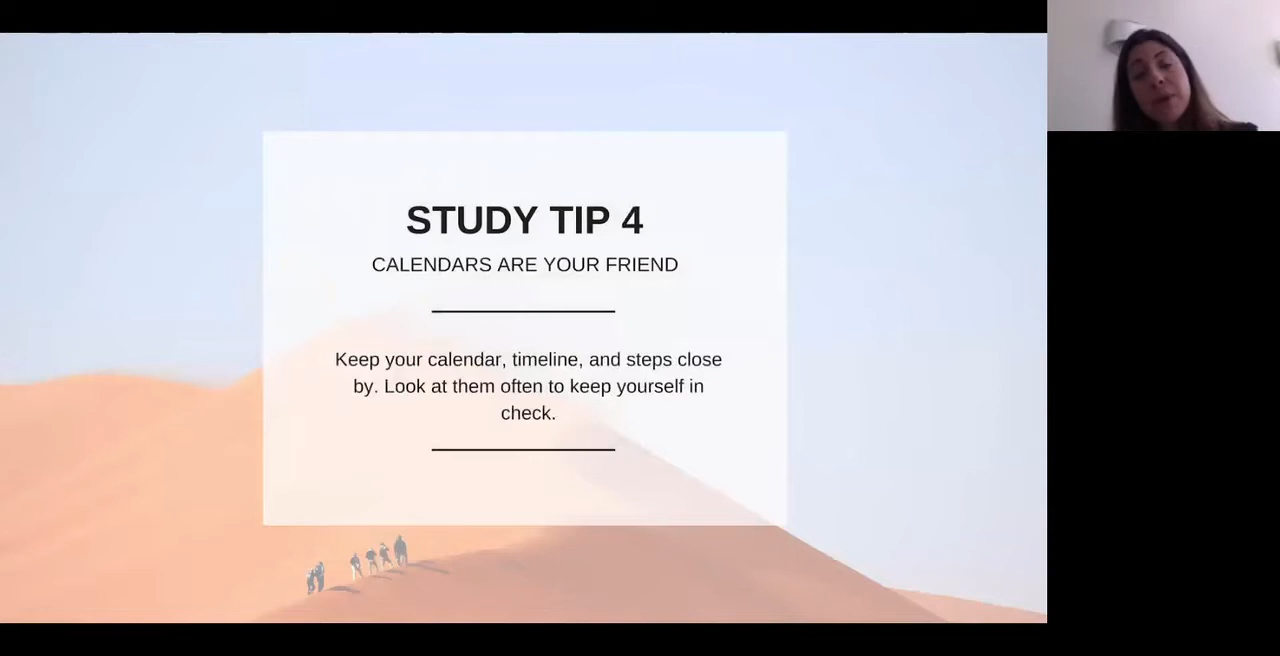 STUDY TIP 4
CALENDARS ARE YOUR FRIEND
Keep your calendar, timeline, and steps close
by. Look at them often to keep yourself in
check.